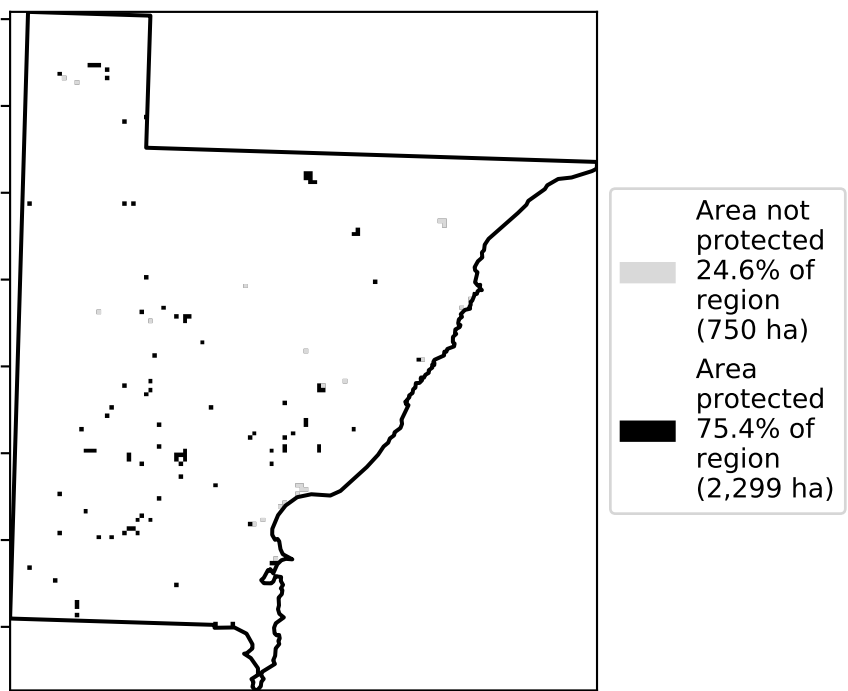 Area not
protected
24.6% of
region
(750 ha)
Area
protected
75.4% of
region
(2,299 ha)